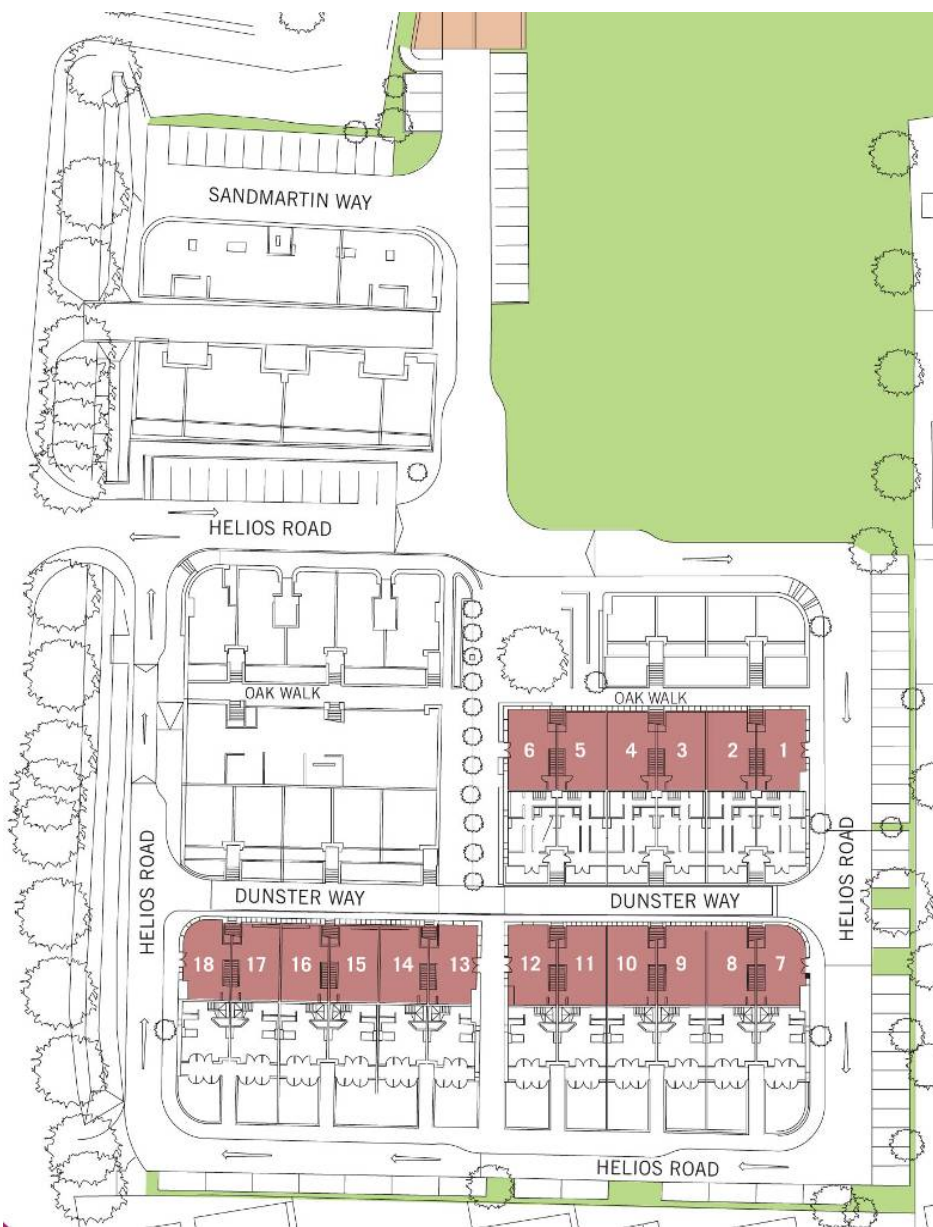 SANDMARTIN WAY
HELIOS ROAD
OAK WALK
OAK WALK
6 5 4 3 2 1
HELIOS ROAD
HELIOS ROAD
DUNSTER WAY
DUNSTER WAY
18 17 16 15 14 13
12 11 10 9 8 7
HELIOS ROAD